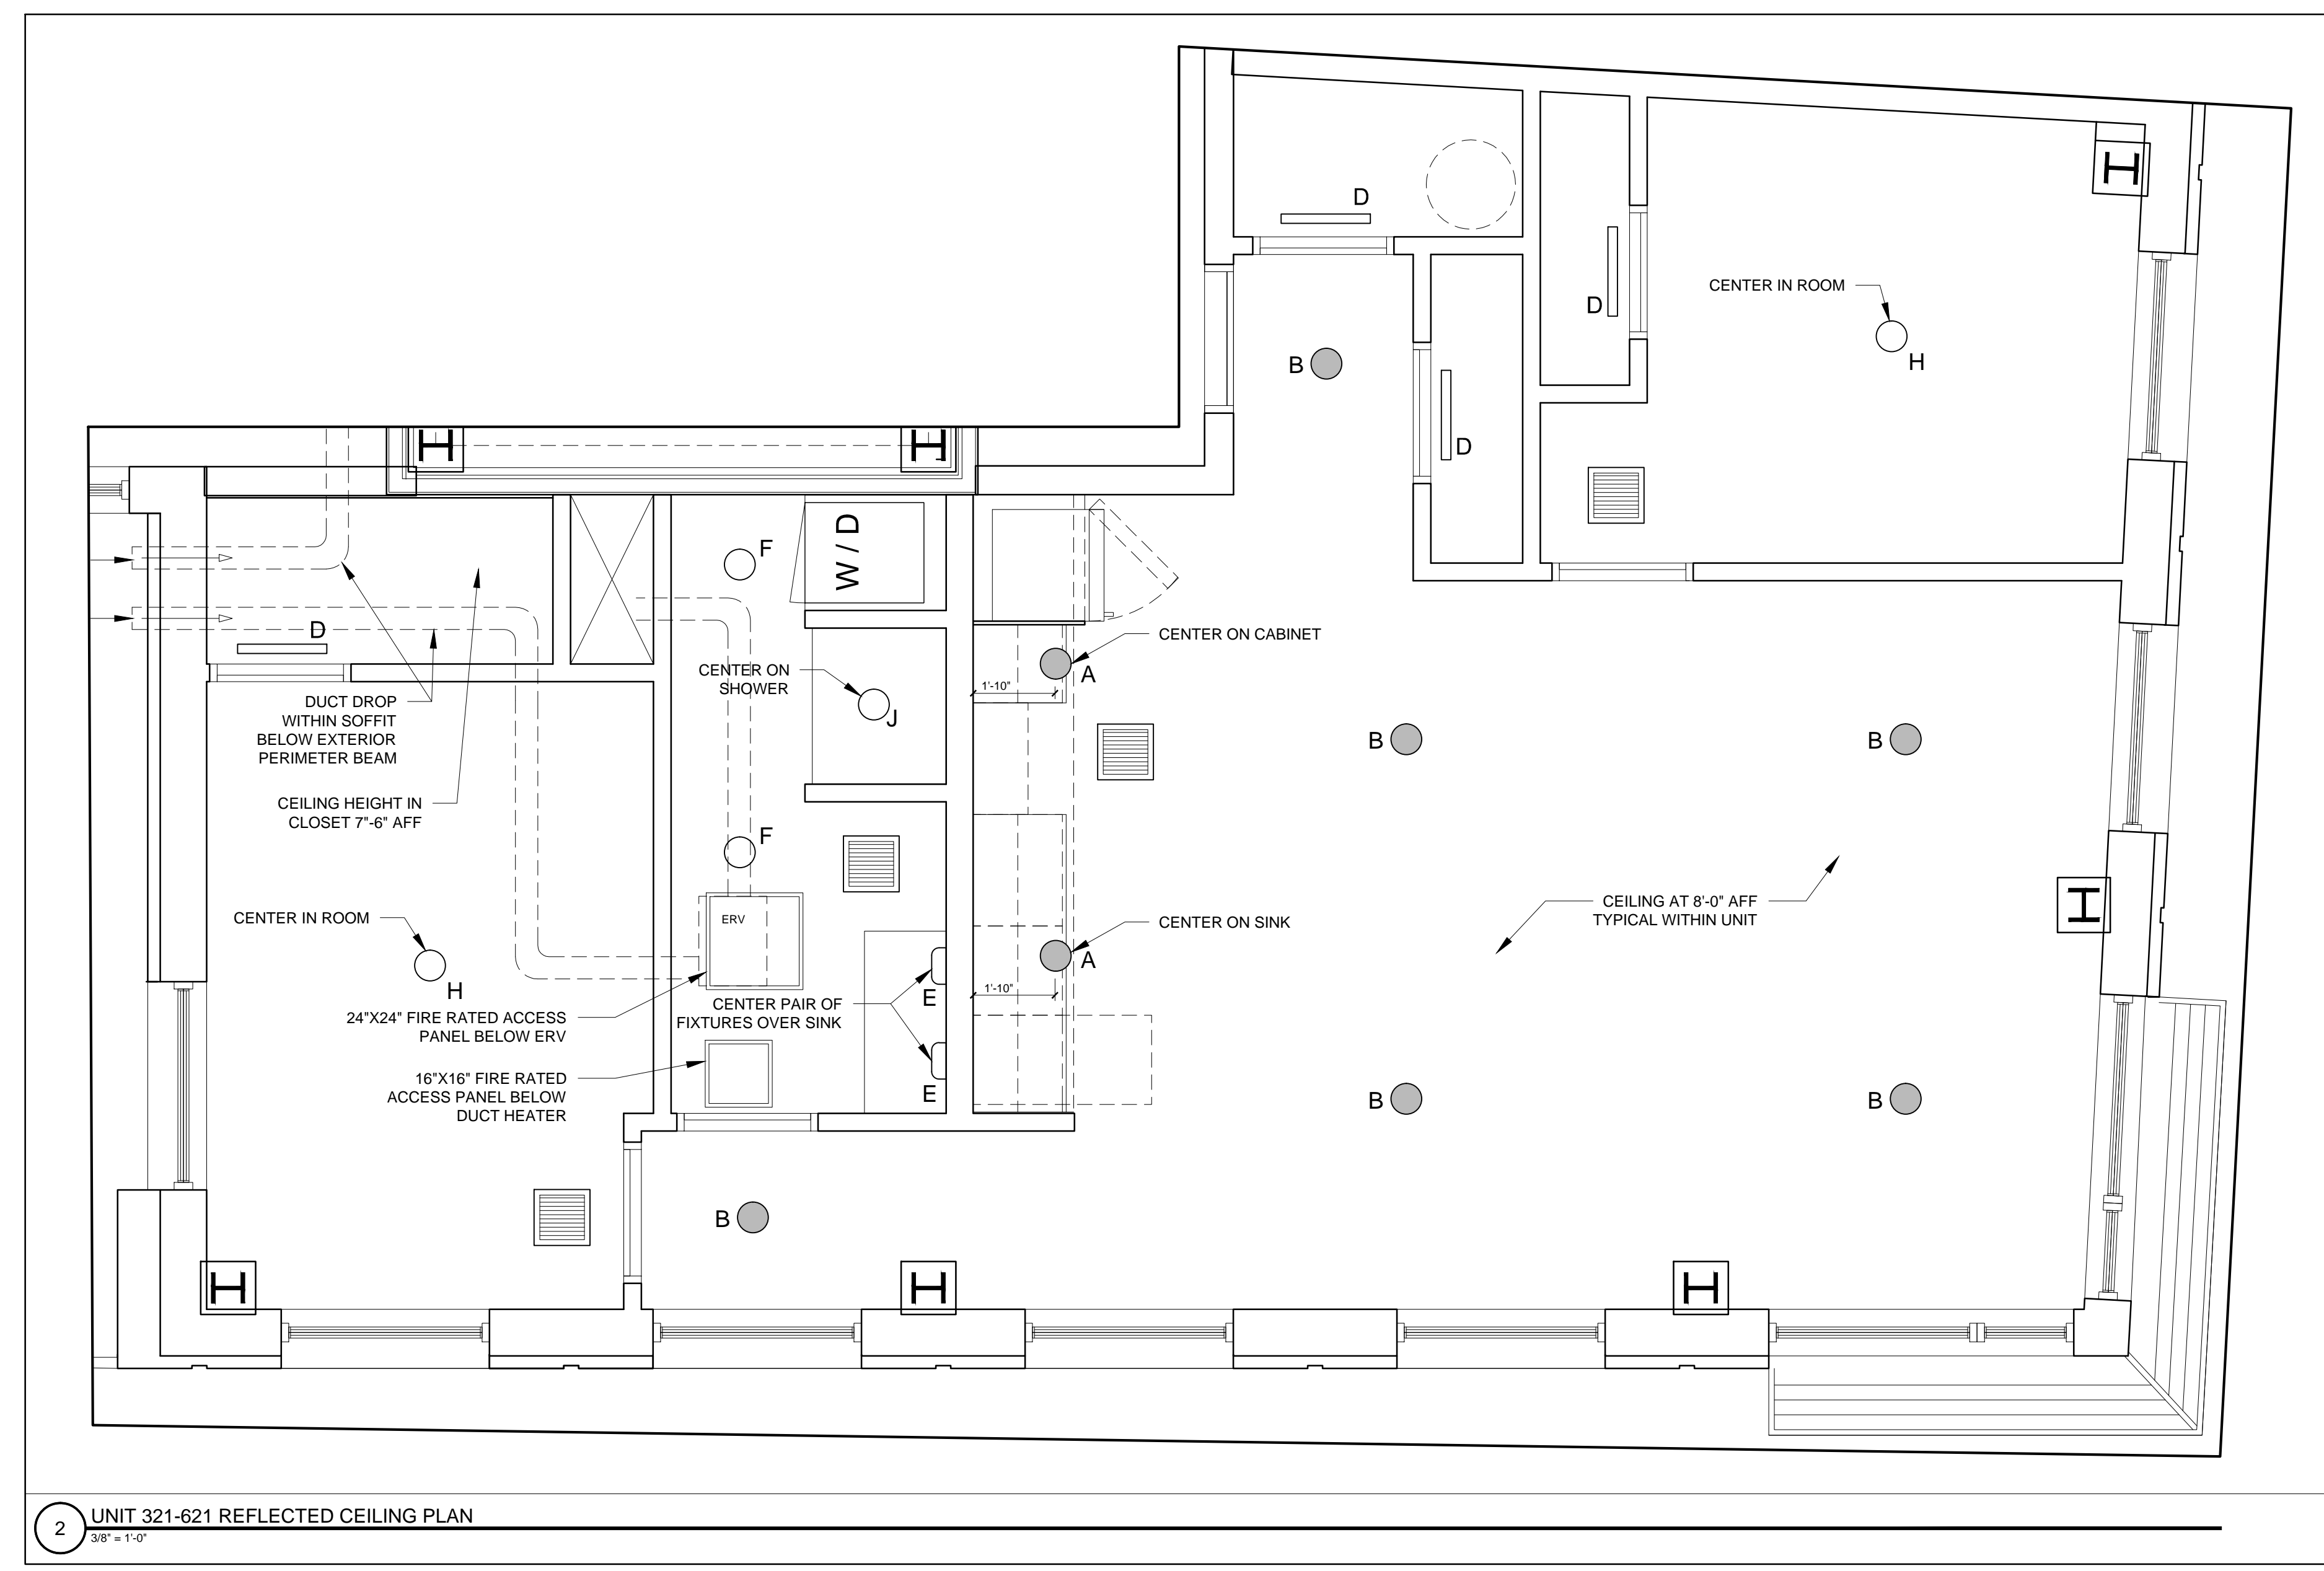 D
D
CENTER IN ROOM
H
B
D
W / D
F
D
CENTER ON CABINET
A
1'-10"
CENTER ON
SHOWER
J
DUCT DROP
WITHIN SOFFIT
BELOW EXTERIOR
PERIMETER BEAM
B
B
CEILING HEIGHT IN
CLOSET 7"-6" AFF
F
CENTER IN ROOM
H
ERV
CENTER ON SINK
A
1'-10"
CEILING AT 8'-0" AFF
TYPICAL WITHIN UNIT
E
CENTER PAIR OF
FIXTURES OVER SINK
24"X24" FIRE RATED ACCESS
PANEL BELOW ERV
16"X16" FIRE RATED
ACCESS PANEL BELOW
DUCT HEATER
E
B
B
B
2
UNIT 321-621 REFLECTED CEILING PLAN
3/8" = 1'-0"